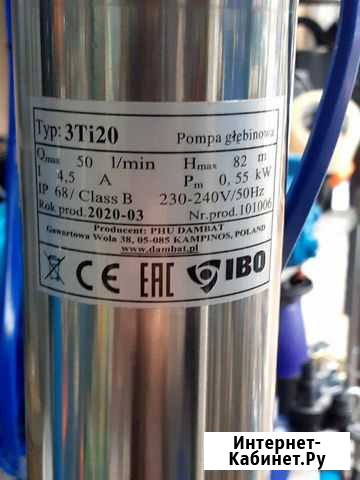 Typ: 3Ti20 Pompa głębinowa
Qmax 50 l/min Hmax 82 m
I 4,5 A Pm 0,55 kW
IP 68/ Class B 230-240V/50Hz
Rok prod. 2020-03 Nr.prod. 101006
Producent: PHU DAMBAT
Gawartowa Wola 38, 05-085 KAMPINOS, POLAND
www.dambat.pl
CE EAC IBO
Интернет-
Кабинет.Ру